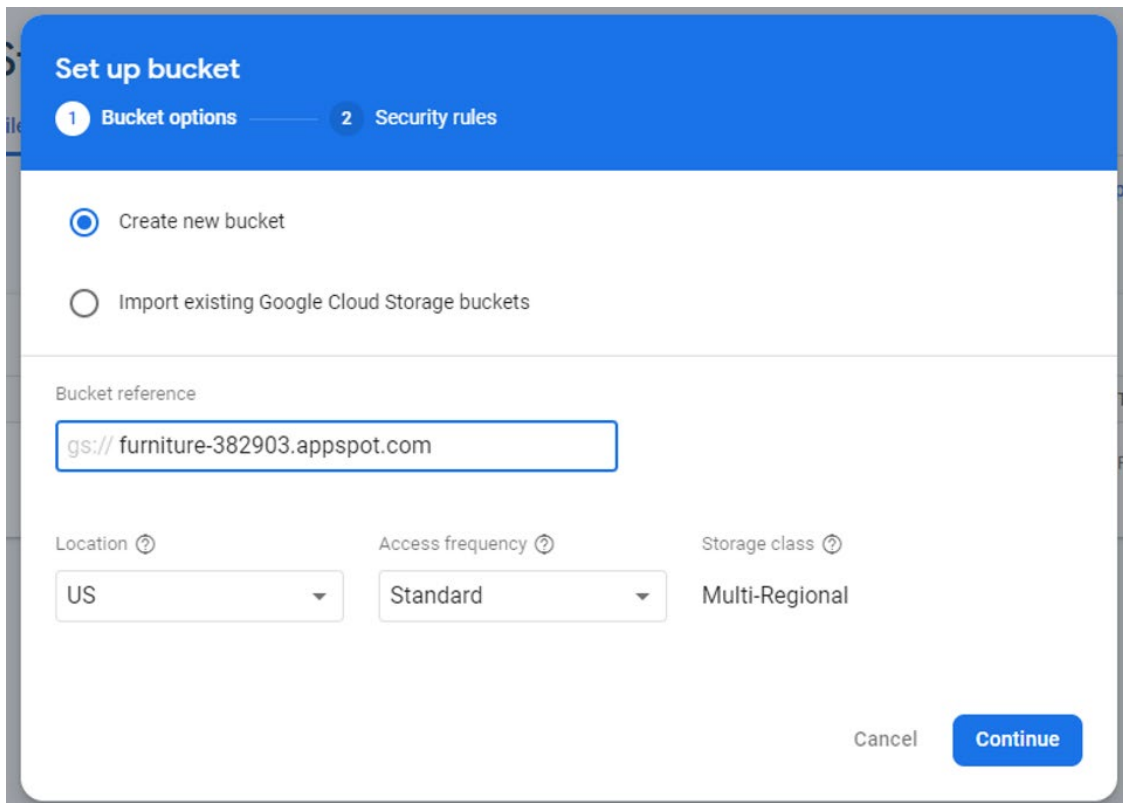 Set up bucket
1 Bucket options 2 Security rules
Create new bucket
Import existing Google Cloud Storage buckets
Bucket reference
gs:// furniture-382903.appspot.com
Location Access frequency Storage class
US Standard Multi-Regional
Cancel Continue